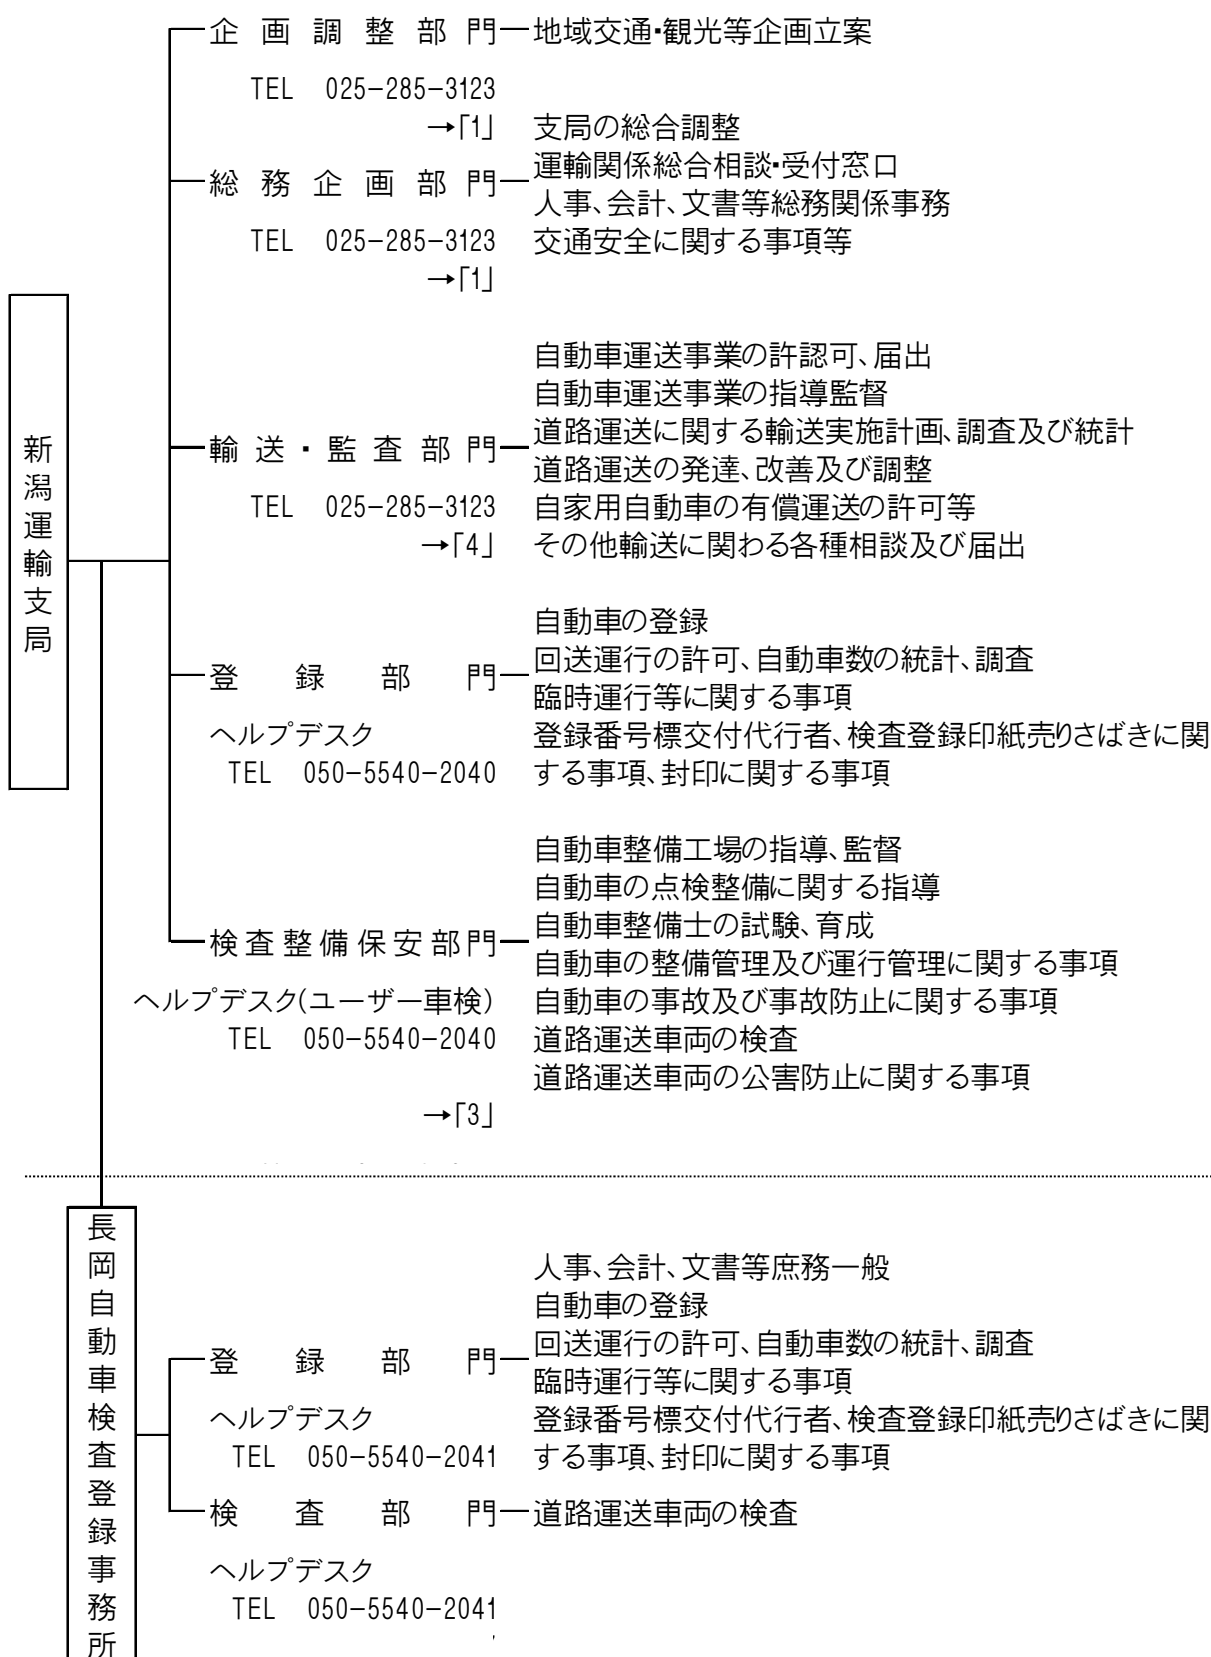 企画調整部門
地域交通・観光等企画立案
TEL 025-285-3123
→「1」
支局の総合調整
運輸関係総合相談・受付窓口
総務企画部門
人事、会計、文書等総務関係事務
TEL 025-285-3123
交通安全に関する事項等
→「1」
新潟運輸支局
自動車運送事業の許認可、届出
自動車運送事業の指導監督
輸送・監査部門
道路運送に関する輸送実施計画、調査及び統計
道路運送の発達、改善及び調整
TEL 025-285-3123
自家用自動車の有償運送の許可等
→「4」
その他輸送に関わる各種相談及び届出
自動車の登録
回送運行の許可、自動車数の統計、調査
登録部門
臨時運行等に関する事項
ヘルプデスク
登録番号標交付代行者、検査登録印紙売りさばきに関
TEL 050-5540-2040
する事項、封印に関する事項
自動車整備工場の指導、監督
自動車の点検整備に関する指導
自動車整備士の試験、育成
検査整備保安部門
自動車の整備管理及び運行管理に関する事項
ヘルプデスク(ユーザー車検)
自動車の事故及び事故防止に関する事項
TEL 050-5540-2040
道路運送車両の検査
道路運送車両の公害防止に関する事項
→「3」
長岡自動車検査登録事務所
人事、会計、文書等庶務一般
自動車の登録
回送運行の許可、自動車数の統計、調査
登録部門
臨時運行等に関する事項
ヘルプデスク
登録番号標交付代行者、検査登録印紙売りさばきに関
TEL 050-5540-2041
する事項、封印に関する事項
検査部門
道路運送車両の検査
ヘルプデスク
TEL 050-5540-2041